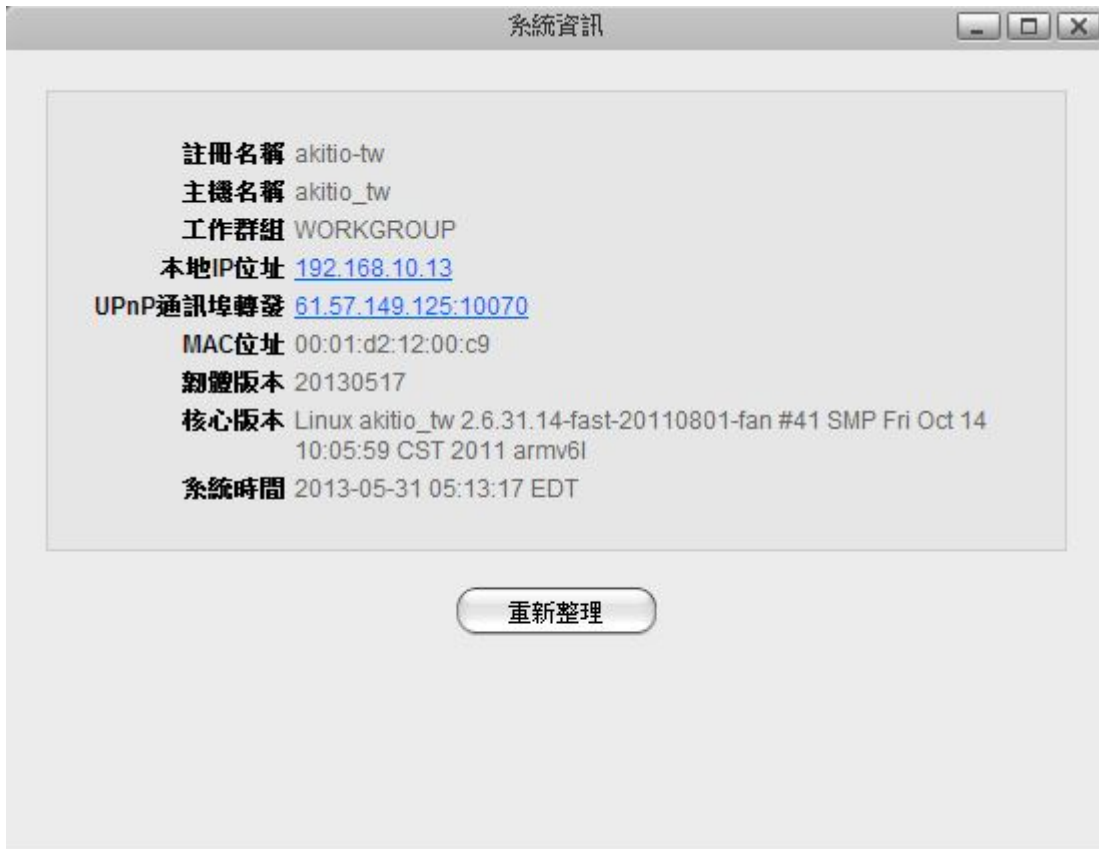 系統資訊
註冊名稱 akitio-tw
主機名稱 akitio_tw
工作群組 WORKGROUP
本地IP位址 192.168.10.13
UPnP通訊埠轉發 61.57.149.125:10070
MAC位址 00:01:d2:12:00:c9
韌體版本 20130517
核心版本 Linux akitio_tw 2.6.31.14-fast-20110801-fan #41 SMP Fri Oct 14
10:05:59 CST 2011 armv6l
系統時間 2013-05-31 05:13:17 EDT
重新整理